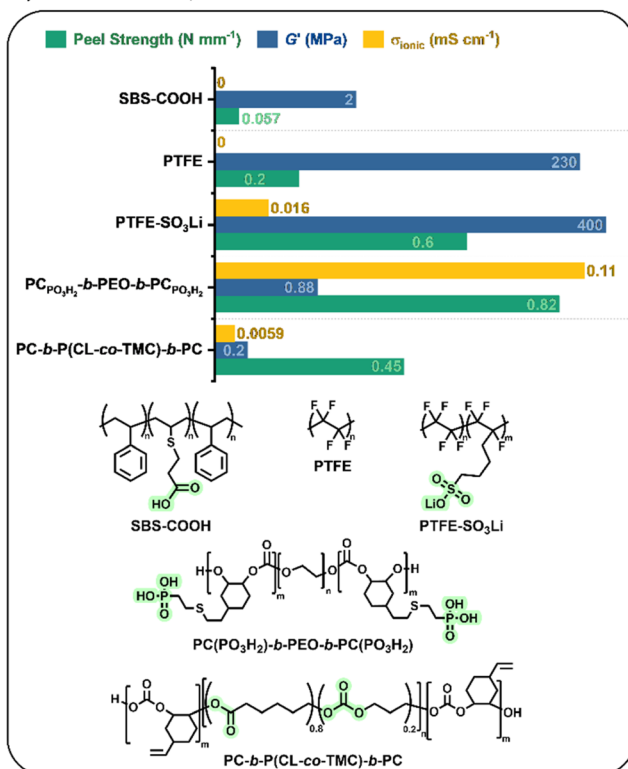 Peel Strength (N mm⁻¹) G' (MPa) σionic (mS cm⁻¹)
0
SBS-COOH 2
0.057
0
PTFE 230
0.2
0.016
PTFE-SO₃Li 400
0.6
0.11
PC_PO₃H₂-b-PEO-b-PC_PO₃H₂ 0.88
0.82
0.0059
PC-b-P(CL-co-TMC)-b-PC 0.2
0.45
n n n
S
O
HO
SBS-COOH
F F
n
F F
PTFE
F F F F
n m
F F F
O
S
O
LiO
PTFE-SO₃Li
O O
H O O O O O O H
m n m
OH
HO P S
O
S P OH
OH
O
PC(PO₃H₂)-b-PEO-b-PC(PO₃H₂)
H O O O O O O O O OH
O O O O
m 0.8 0.2 n m
PC-b-P(CL-co-TMC)-b-PC